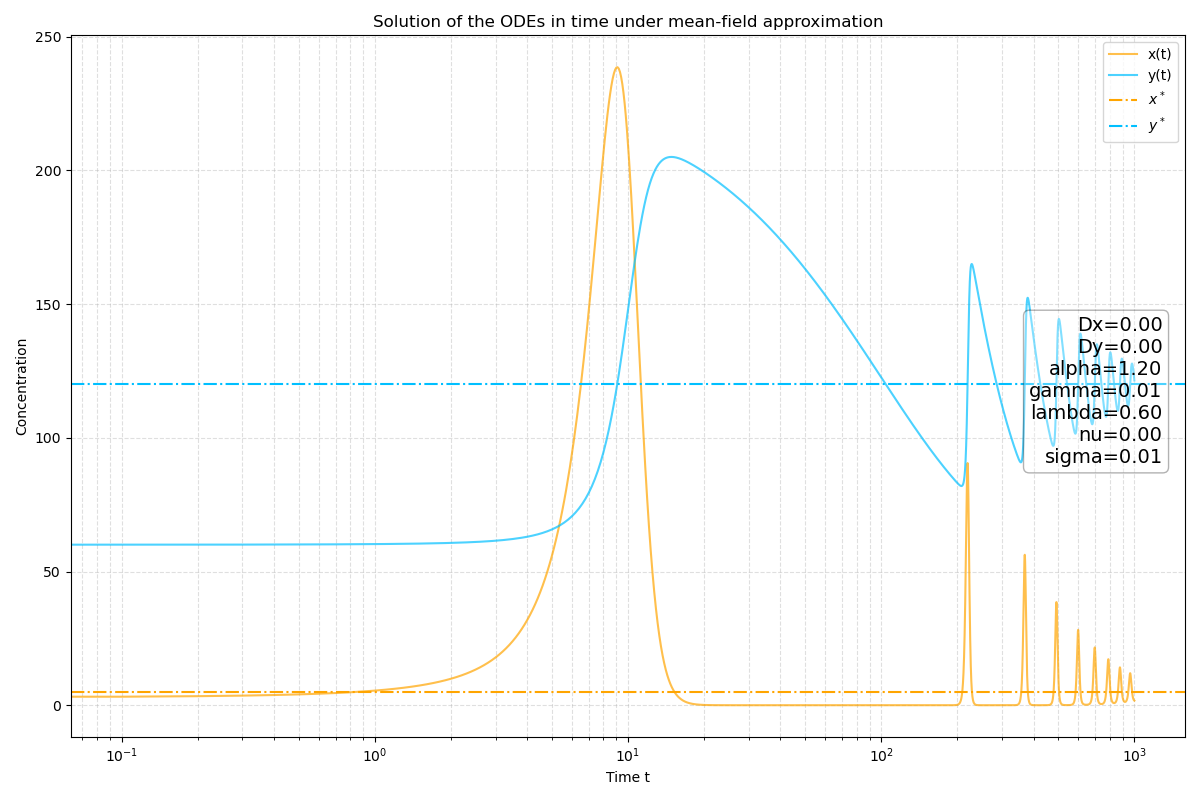 Solution of the ODEs in time under mean-field approximation
250
200
150
100
50
0
Concentration
x(t)
y(t)
x*
y*
Dx=0.00
Dy=0.00
alpha=1.20
gamma=0.01
lambda=0.60
nu=0.00
sigma=0.01
10⁻¹ 10⁰ 10¹ 10² 10³
Time t